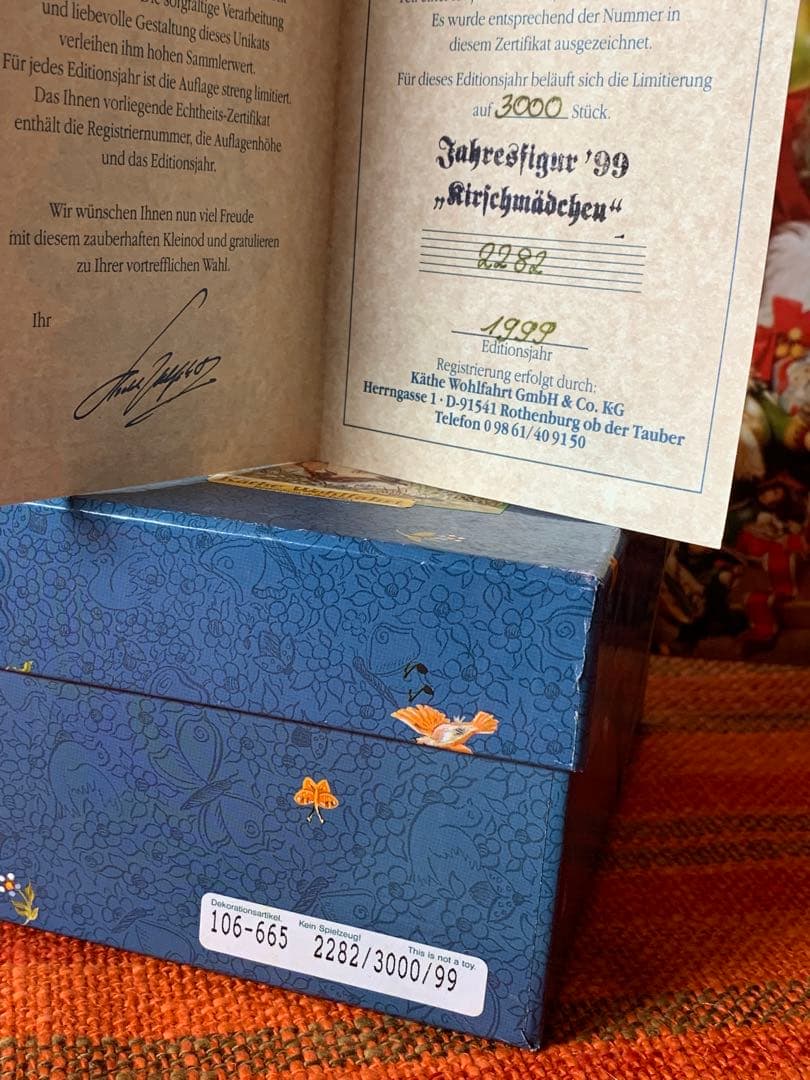 sorgfältige Verarbeitung
und liebevolle Gestaltung dieses Unikats
verleihen ihm hohen Sammlerwert.
Für jedes Editionsjahr ist die Auflage streng limitiert.
Das Ihnen vorliegende Echtheits-Zertifikat
enthält die Registriernummer, die Auflagenhöhe
und das Editionsjahr.
Wir wünschen Ihnen nun viel Freude
mit diesem zauberhaften Kleinod und gratulieren
zu Ihrer vortrefflichen Wahl.
Ihr
Es wurde entsprechend der Nummer in
diesem Zertifikat ausgezeichnet.
Für dieses Editionsjahr beläuft sich die Limitierung
auf 3000 Stück.
Jahresfigur '99
„Kirschmädchen“
2282
1999
Editionsjahr
Registrierung erfolgt durch:
Käthe Wohlfahrt GmbH & Co. KG
Herrngasse 1 · D-91541 Rothenburg ob der Tauber
Telefon 0 98 61/40 91 50
Käthe Wohlfahrt
Dekorationsartikel. Kein Spielzeug! This is not a toy.
106-665 2282/3000/99